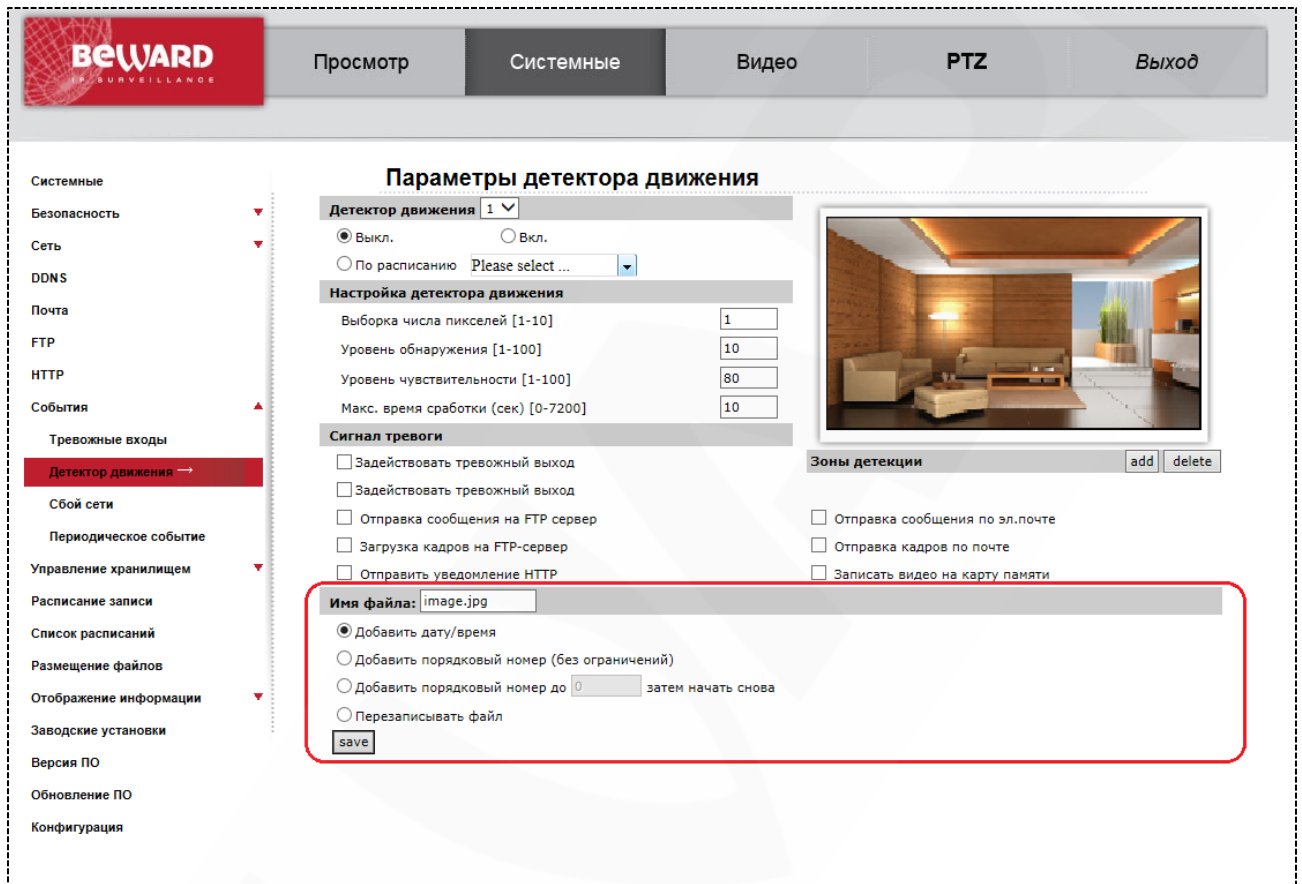 BEWARD
IP SURVEILLANCE
Просмотр
Системные
Видео
PTZ
Выход
Системные
Безопасность
Сеть
DDNS
Почта
FTP
HTTP
События
Тревожные входы
Детектор движения →
Сбой сети
Периодическое событие
Управление хранилищем
Расписание записи
Список расписаний
Размещение файлов
Отображение информации
Заводские установки
Версия ПО
Обновление ПО
Конфигурация
Параметры детектора движения
Детектор движения 1
Выкл. Вкл.
По расписанию Please select ...
Настройка детектора движения
Выборка числа пикселей [1-10] 1
Уровень обнаружения [1-100] 10
Уровень чувствительности [1-100] 80
Макс. время сработки (сек) [0-7200] 10
Сигнал тревоги
Задействовать тревожный выход
Задействовать тревожный выход
Отправка сообщения на FTP сервер
Загрузка кадров на FTP-сервер
Отправить уведомление HTTP
Зоны детекции add delete
Отправка сообщения по эл.почте
Отправка кадров по почте
Записать видео на карту памяти
Имя файла: image.jpg
Добавить дату/время
Добавить порядковый номер (без ограничений)
Добавить порядковый номер до 0 затем начать снова
Перезаписывать файл
save